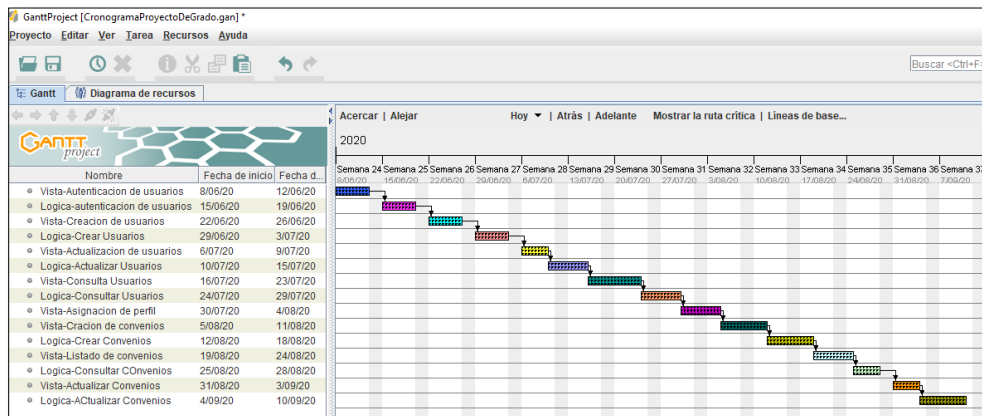 GanttProject [CronogramaProyectoDeGrado.gan] *
Proyecto Editar Ver Tarea Recursos Ayuda
Buscar <Ctrl+F>
Gantt Diagrama de recursos
Acercar | Alejar Hoy | Atrás | Adelante Mostrar la ruta crítica | Líneas de base...
GANTT project
2020
Semana 24 Semana 25 Semana 26 Semana 27 Semana 28 Semana 29 Semana 30 Semana 31 Semana 32 Semana 33 Semana 34 Semana 35 Semana 36 Semana 37
8/06/20 15/06/20 22/06/20 29/06/20 6/07/20 13/07/20 20/07/20 27/07/20 3/08/20 10/08/20 17/08/20 24/08/20 31/08/20 7/09/20
Nombre Fecha de inicio Fecha d...
Vista-Autenticacion de usuarios 8/06/20 12/06/20
Logica-autenticacion de usuarios 15/06/20 19/06/20
Vista-Creacion de usuarios 22/06/20 26/06/20
Logica-Crear Usuarios 29/06/20 3/07/20
Vista-Actualizacion de usuarios 6/07/20 9/07/20
Logica-Actualizar Usuarios 10/07/20 15/07/20
Vista-Consulta Usuarios 16/07/20 23/07/20
Logica-Consultar Usuarios 24/07/20 29/07/20
Vista-Asignacion de perfil 30/07/20 4/08/20
Vista-Cracion de convenios 5/08/20 11/08/20
Logica-Crear Convenios 12/08/20 18/08/20
Vista-Listado de convenios 19/08/20 24/08/20
Logica-Consultar COnvenios 25/08/20 28/08/20
Vista-Actualizar Convenios 31/08/20 3/09/20
Logica-ACtualizar Convenios 4/09/20 10/09/20